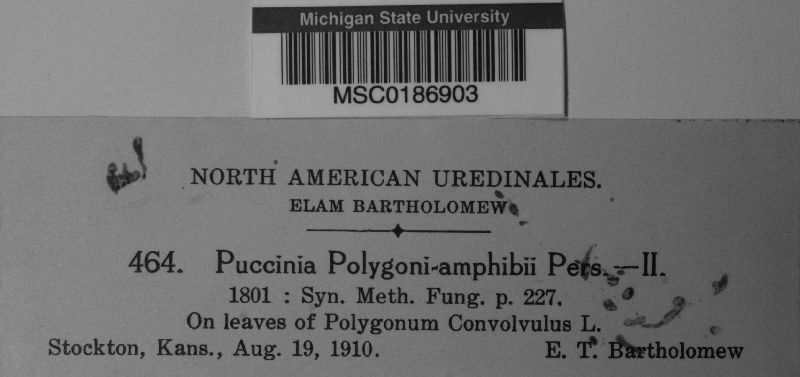 Michigan State University
MSC0186903
NORTH AMERICAN UREDINALES.
ELAM BARTHOLOMEW
464. Puccinia Polygoni-amphibii Pers.—II.
1801 : Syn. Meth. Fung. p. 227.
On leaves of Polygonum Convolvulus L.
Stockton, Kans., Aug. 19, 1910. E. T. Bartholomew